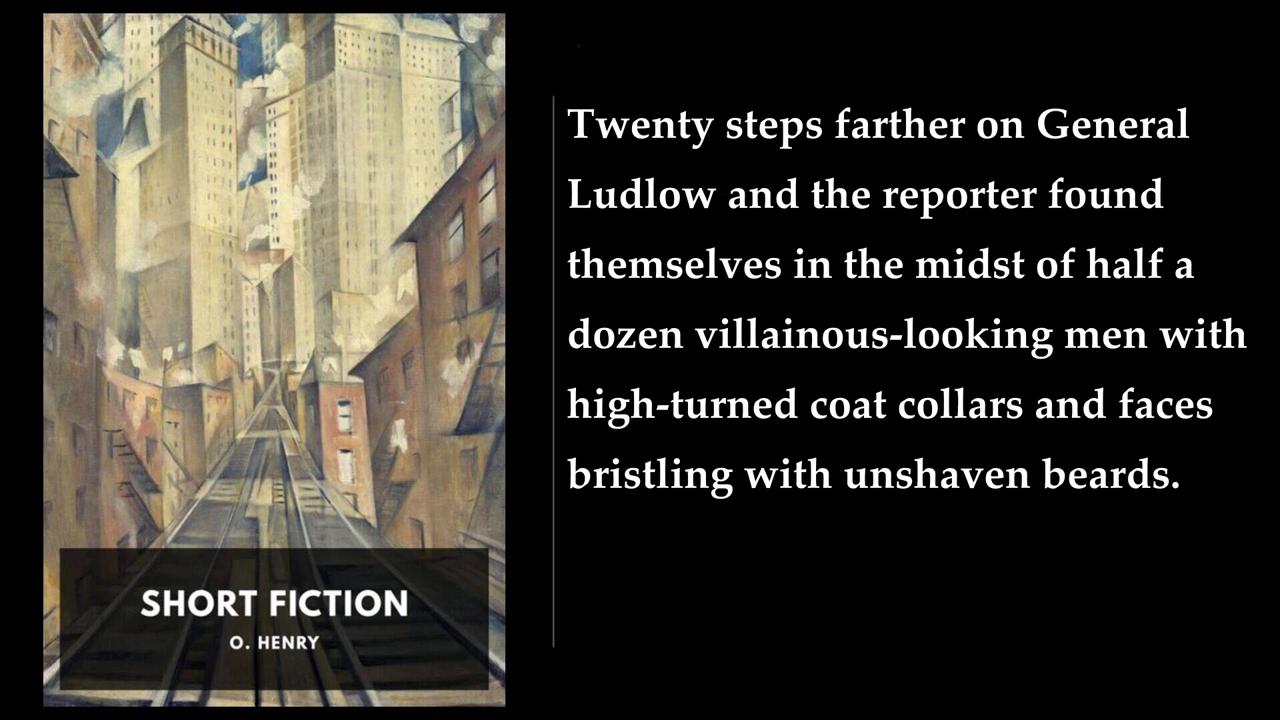 Twenty steps farther on General
Ludlow and the reporter found
themselves in the midst of half a
dozen villainous-looking men with
high-turned coat collars and faces
bristling with unshaven beards.
SHORT FICTION
O. HENRY